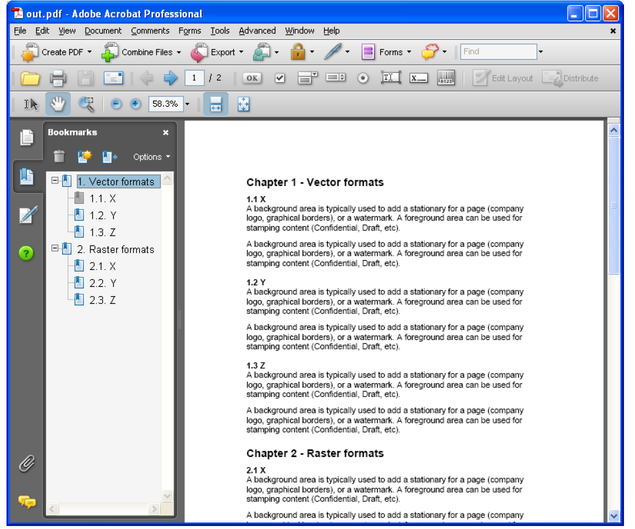 out.pdf - Adobe Acrobat Professional
File Edit View Document Comments Forms Tools Advanced Window Help
Create PDF Combine Files Export Forms Find
1 / 2 OK Edit Layout Distribute
58.3%
Bookmarks
Options
1. Vector formats
1.1. X
1.2. Y
1.3. Z
2. Raster formats
2.1. X
2.2. Y
2.3. Z
Chapter 1 - Vector formats
1.1 X
A background area is typically used to add a stationary for a page (company
logo, graphical borders), or a watermark. A foreground area can be used for
stamping content (Confidential, Draft, etc).
A background area is typically used to add a stationary for a page (company
logo, graphical borders), or a watermark. A foreground area can be used for
stamping content (Confidential, Draft, etc).
1.2 Y
A background area is typically used to add a stationary for a page (company
logo, graphical borders), or a watermark. A foreground area can be used for
stamping content (Confidential, Draft, etc).
A background area is typically used to add a stationary for a page (company
logo, graphical borders), or a watermark. A foreground area can be used for
stamping content (Confidential, Draft, etc).
1.3 Z
A background area is typically used to add a stationary for a page (company
logo, graphical borders), or a watermark. A foreground area can be used for
stamping content (Confidential, Draft, etc).
A background area is typically used to add a stationary for a page (company
logo, graphical borders), or a watermark. A foreground area can be used for
stamping content (Confidential, Draft, etc).
Chapter 2 - Raster formats
2.1 X
A background area is typically used to add a stationary for a page (company
logo, graphical borders), or a watermark. A foreground area can be used for
stamping content (Confidential, Draft, etc).
A background area is typically used to add a stationary for a page (company